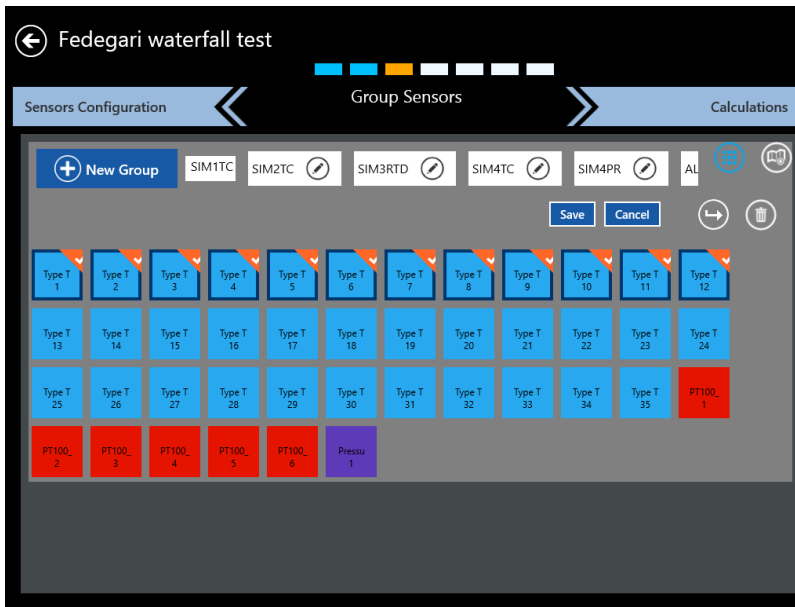 Fedegari waterfall test
Sensors Configuration
Group Sensors
Calculations
New Group
SIM1TC
SIM2TC
SIM3RTD
SIM4TC
SIM4PR
AL
Save
Cancel
Type T 1
Type T 2
Type T 3
Type T 4
Type T 5
Type T 6
Type T 7
Type T 8
Type T 9
Type T 10
Type T 11
Type T 12
Type T 13
Type T 14
Type T 15
Type T 16
Type T 17
Type T 18
Type T 19
Type T 20
Type T 21
Type T 22
Type T 23
Type T 24
Type T 25
Type T 26
Type T 27
Type T 28
Type T 29
Type T 30
Type T 31
Type T 32
Type T 33
Type T 34
Type T 35
PT100_ 1
PT100_ 2
PT100_ 3
PT100_ 4
PT100_ 5
PT100_ 6
Pressu 1